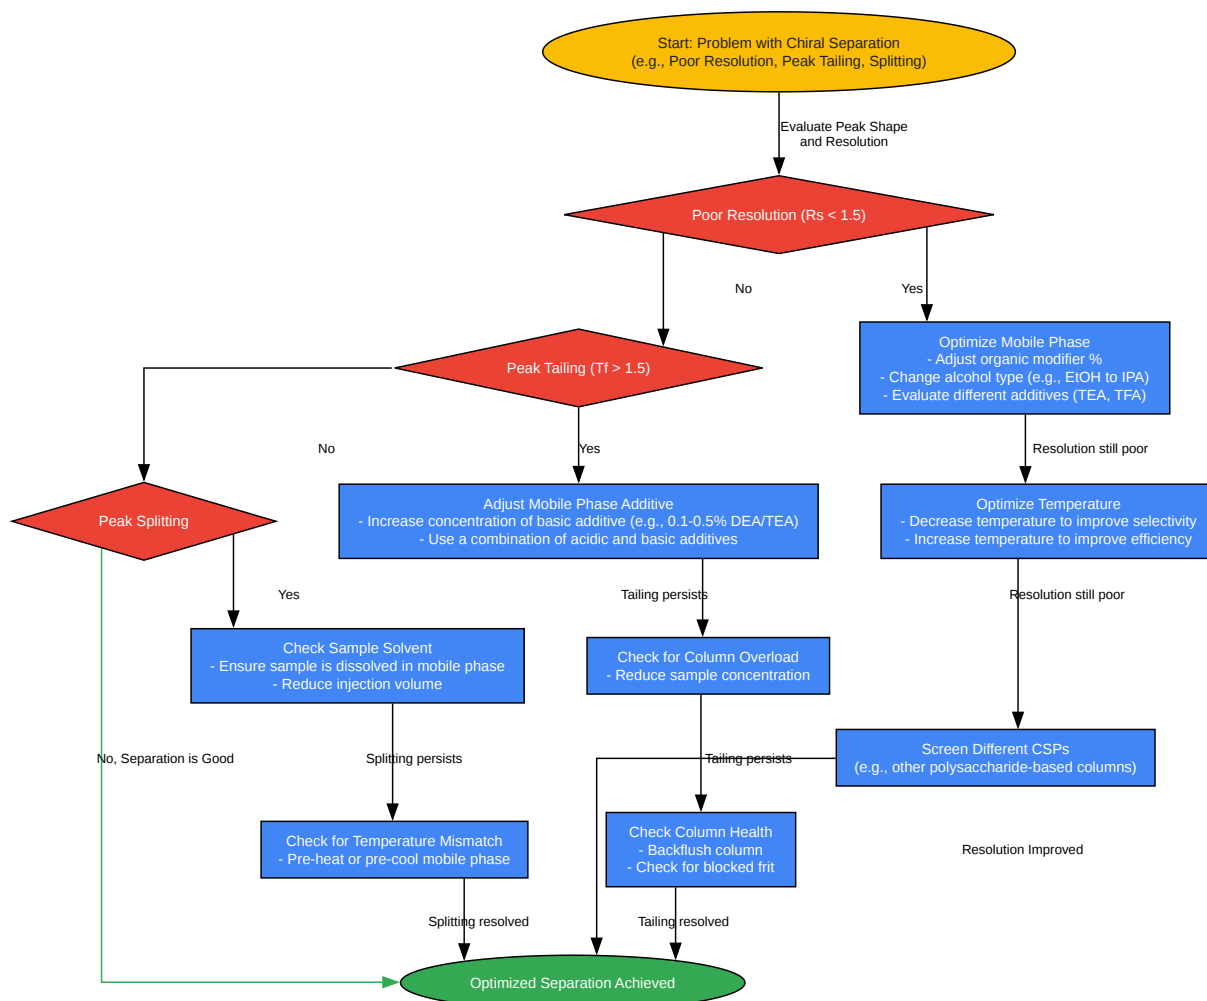 Start: Problem with Chiral Separation
(e.g., Poor Resolution, Peak Tailing, Splitting)
Evaluate Peak Shape
and Resolution
Poor Resolution (Rs < 1.5)
No
Yes
Optimize Mobile Phase
- Adjust organic modifier %
- Change alcohol type (e.g., EtOH to IPA)
- Evaluate different additives (TEA, TFA)
Peak Tailing (Tf > 1.5)
No
Yes
Resolution still poor
Peak Splitting
Adjust Mobile Phase Additive
- Increase concentration of basic additive (e.g., 0.1-0.5% DEA/TEA)
- Use a combination of acidic and basic additives
Optimize Temperature
- Decrease temperature to improve selectivity
- Increase temperature to improve efficiency
Yes
Tailing persists
Resolution still poor
Check Sample Solvent
- Ensure sample is dissolved in mobile phase
- Reduce injection volume
Check for Column Overload
- Reduce sample concentration
No, Separation is Good
Splitting persists
Tailing persists
Screen Different CSPs
(e.g., other polysaccharide-based columns)
Check for Temperature Mismatch
- Pre-heat or pre-cool mobile phase
Check Column Health
- Backflush column
- Check for blocked frit
Resolution Improved
Splitting resolved
Tailing resolved
Optimized Separation Achieved